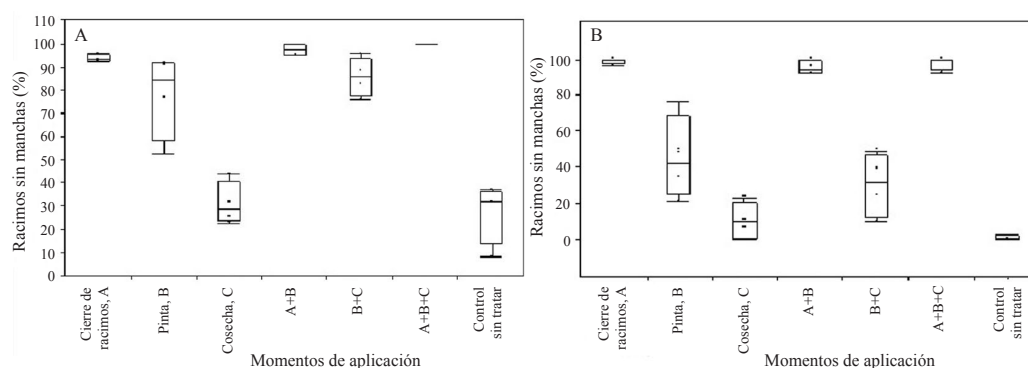 A
Racimos sin manchas (%)
110
100
90
80
70
60
50
40
30
20
10
0
Cierre de
racimos, A
Pinta, B
Cosecha, C
A+B
B+C
A+B+C
Control
sin tratar
Momentos de aplicación
B
Racimos sin manchas (%)
100
80
60
40
20
0
Cierre de
racimos, A
Pinta, B
Cosecha, C
A+B
B+C
A+B+C
Control
sin tratar
Momentos de aplicación